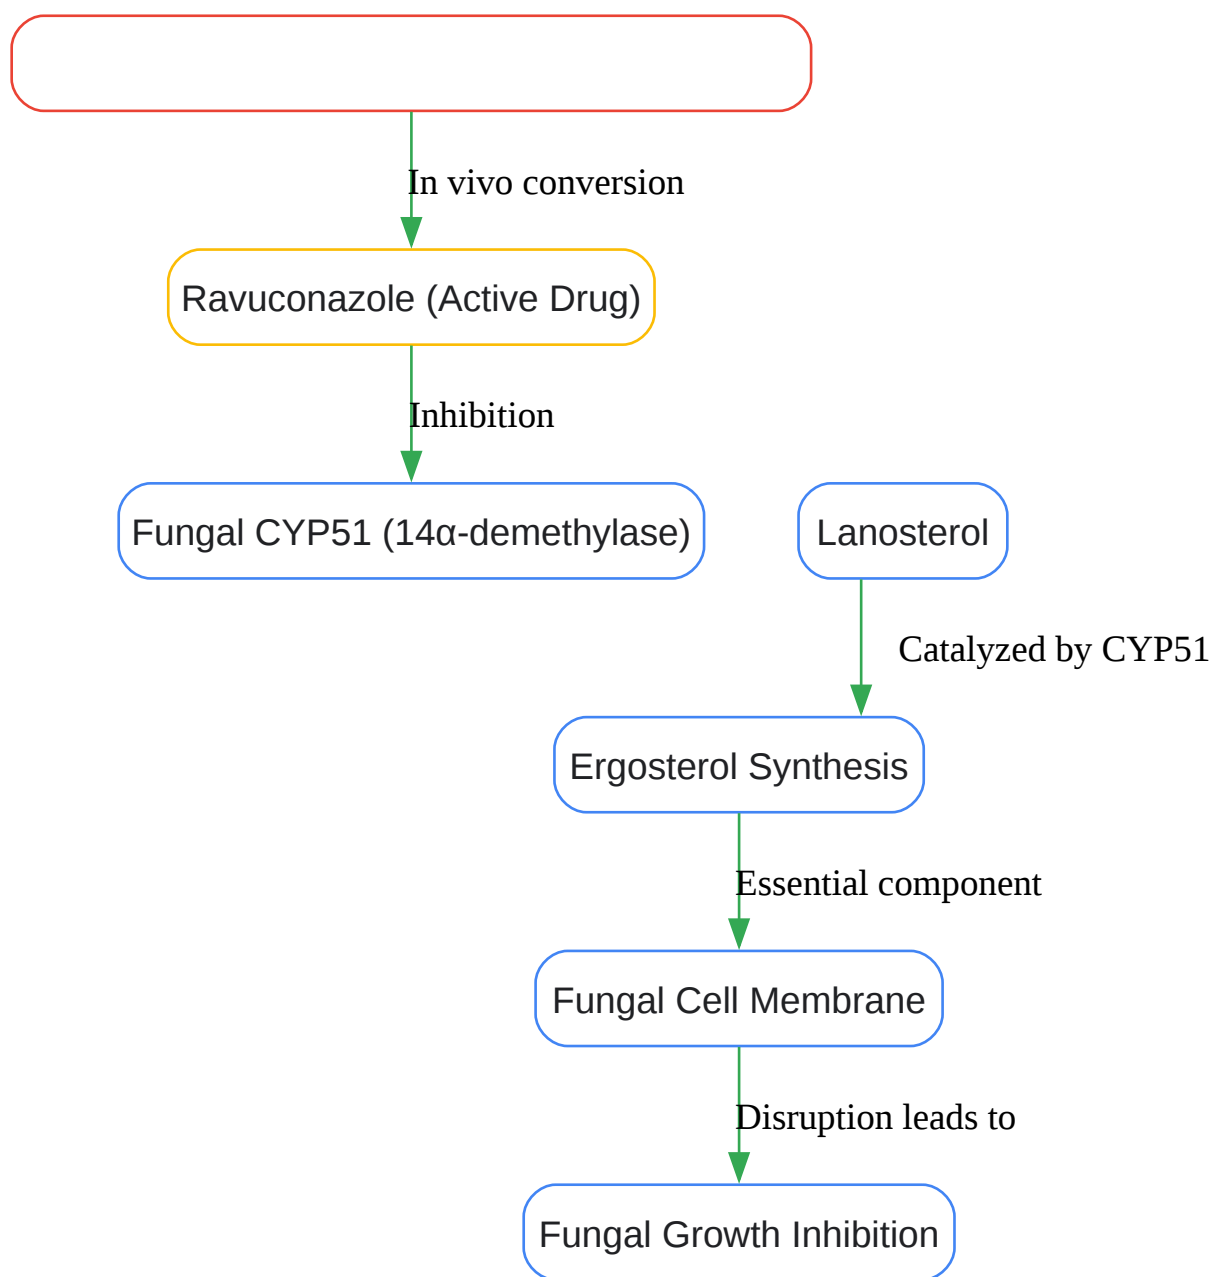 In vivo conversion
Ravuconazole (Active Drug)
Inhibition
Fungal CYP51 (14α-demethylase)
Lanosterol
Catalyzed by CYP51
Ergosterol Synthesis
Essential component
Fungal Cell Membrane
Disruption leads to
Fungal Growth Inhibition